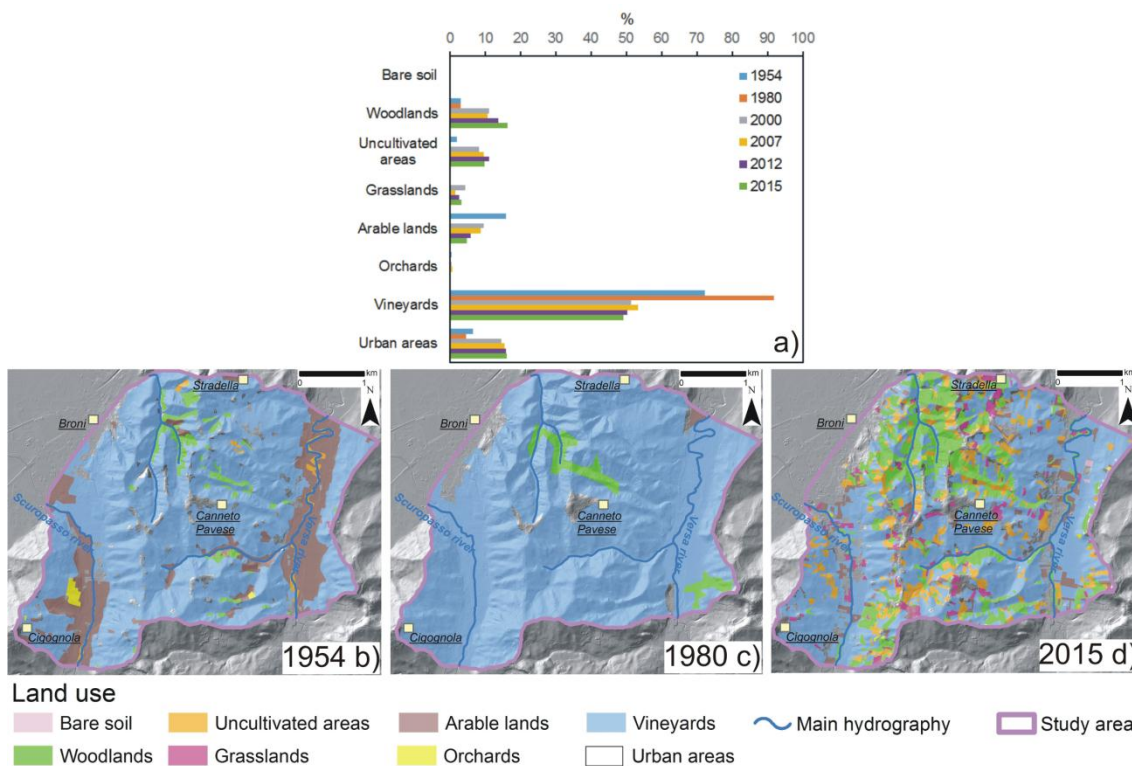 %
0 10 20 30 40 50 60 70 80 90 100
Bare soil
Woodlands
Uncultivated
areas
Grasslands
Arable lands
Orchards
Vineyards
Urban areas
1954
1980
2000
2007
2012
2015
a)
Stradella
Broni
Canneto
Pavese
Cigognola
Scuropasso river
Versa river
km
0 1
N
1954 b)
Stradella
Broni
Canneto
Pavese
Cigognola
Scuropasso river
Versa river
km
0 1
N
1980 c)
Stradella
Broni
Canneto
Pavese
Cigognola
Scuropasso river
Versa river
km
0 1
N
2015 d)
Land use
Bare soil Uncultivated areas Arable lands Vineyards Main hydrography Study area
Woodlands Grasslands Orchards Urban areas